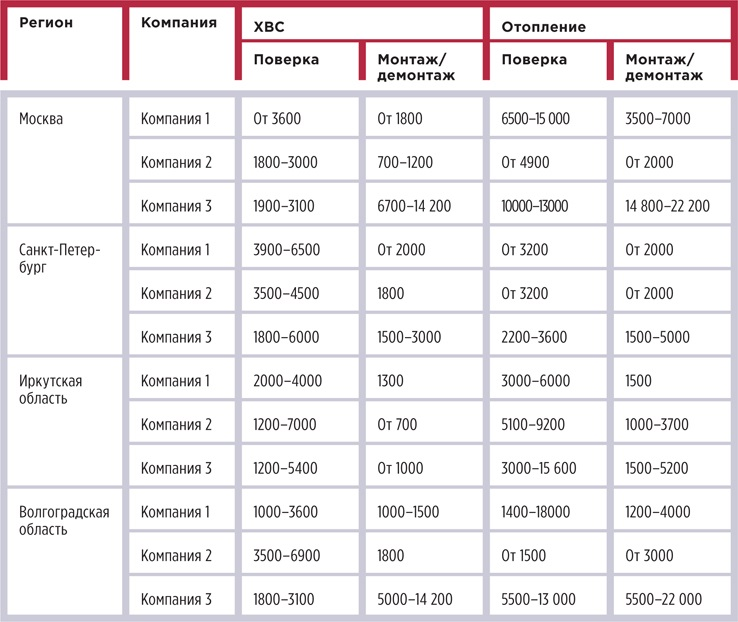 Регион Компания ХВС Отопление
Поверка Монтаж/ Поверка Монтаж/
демонтаж демонтаж
Москва Компания 1 От 3600 От 1800 6500–15 000 3500–7000
Компания 2 1800–3000 700–1200 От 4900 От 2000
Компания 3 1900–3100 6700–14 200 10000–13000 14 800–22 200
Санкт-Петер-
бург
Компания 1 3900–6500 От 2000 От 3200 От 2000
Компания 2 3500–4500 1800 От 3200 От 2000
Компания 3 1800–6000 1500–3000 2200–3600 1500–5000
Иркутская
область
Компания 1 2000–4000 1300 3000–6000 1500
Компания 2 1200–7000 От 700 5100–9200 1000–3700
Компания 3 1200–5400 От 1000 3000–15 600 1500–5200
Волгоградская
область
Компания 1 1000–3600 1000–1500 1400–18000 1200–4000
Компания 2 3500–6900 1800 От 1500 От 3000
Компания 3 1800–3100 5000–14 200 5500–13 000 5500–22 000